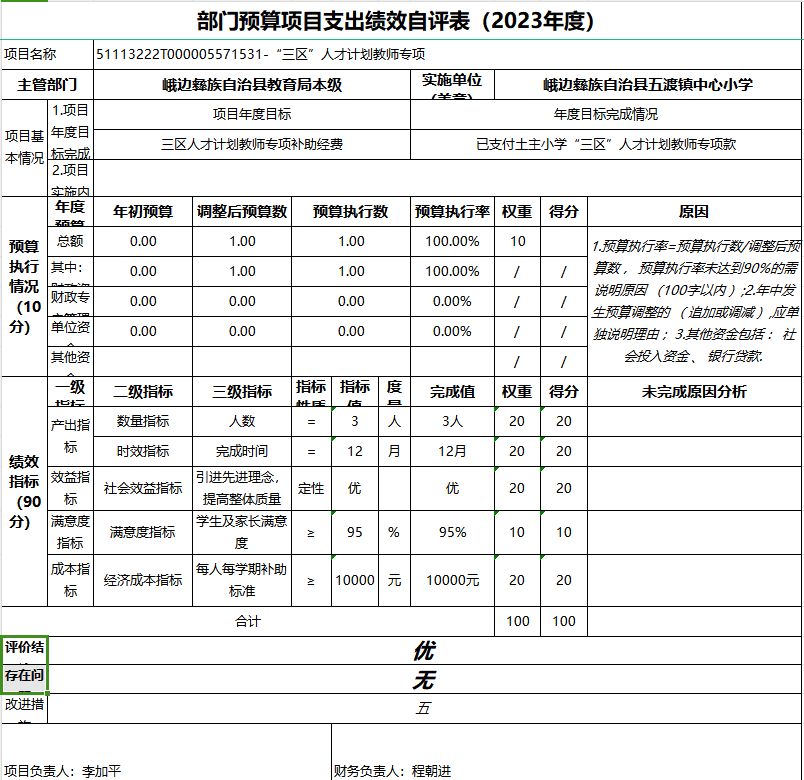 部门预算项目支出绩效自评表（2023年度）
项目名称 51113222T000005571531-“三区”人才计划教师专项
主管部门 峨边彝族自治县教育局本级 实施单位 峨边彝族自治县五渡镇中心小学
项目基本情况 1.项目年度目标完成 项目年度目标 年度目标完成情况
三区人才计划教师专项补助经费 已支付土主小学“三区”人才计划教师专项款
2.项目
预算执行情况（10分） 年度 年初预算 调整后预算数 预算执行数 预算执行率 权重 得分 原因
总额 0.00 1.00 1.00 100.00% 10
其中： 0.00 1.00 1.00 100.00% / /
财政专 0.00 0.00 0.00 0.00% / /
单位资 0.00 0.00 0.00 0.00% / /
其他资 / /
1.预算执行率=预算执行数/调整后预
算数 ，预算执行率未达到90%的需
说明原因 （100字以内）;2.年中发
生预算调整的 （追加或调减）,应单
独说明理由 ；3.其他资金包括： 社
会投入资金 、 银行贷款.
绩效指标（90分） 一级 二级指标 三级指标 指标 指标 度 完成值 权重 得分 未完成原因分析
产出指标 数量指标 人数 = 3 人 3人 20 20
时效指标 完成时间 = 12 月 12月 20 20
效益指标 社会效益指标 引进先进理念，提高整体质量 定性 优 优 20 20
满意度指标 满意度指标 学生及家长满意度 ≥ 95 % 95% 10 10
成本指标 经济成本指标 每人每学期补助标准 ≥ 10000 元 10000元 20 20
合计 100 100
评价结 优
存在问 无
改进措 五
项目负责人：李加平 财务负责人：程朝进